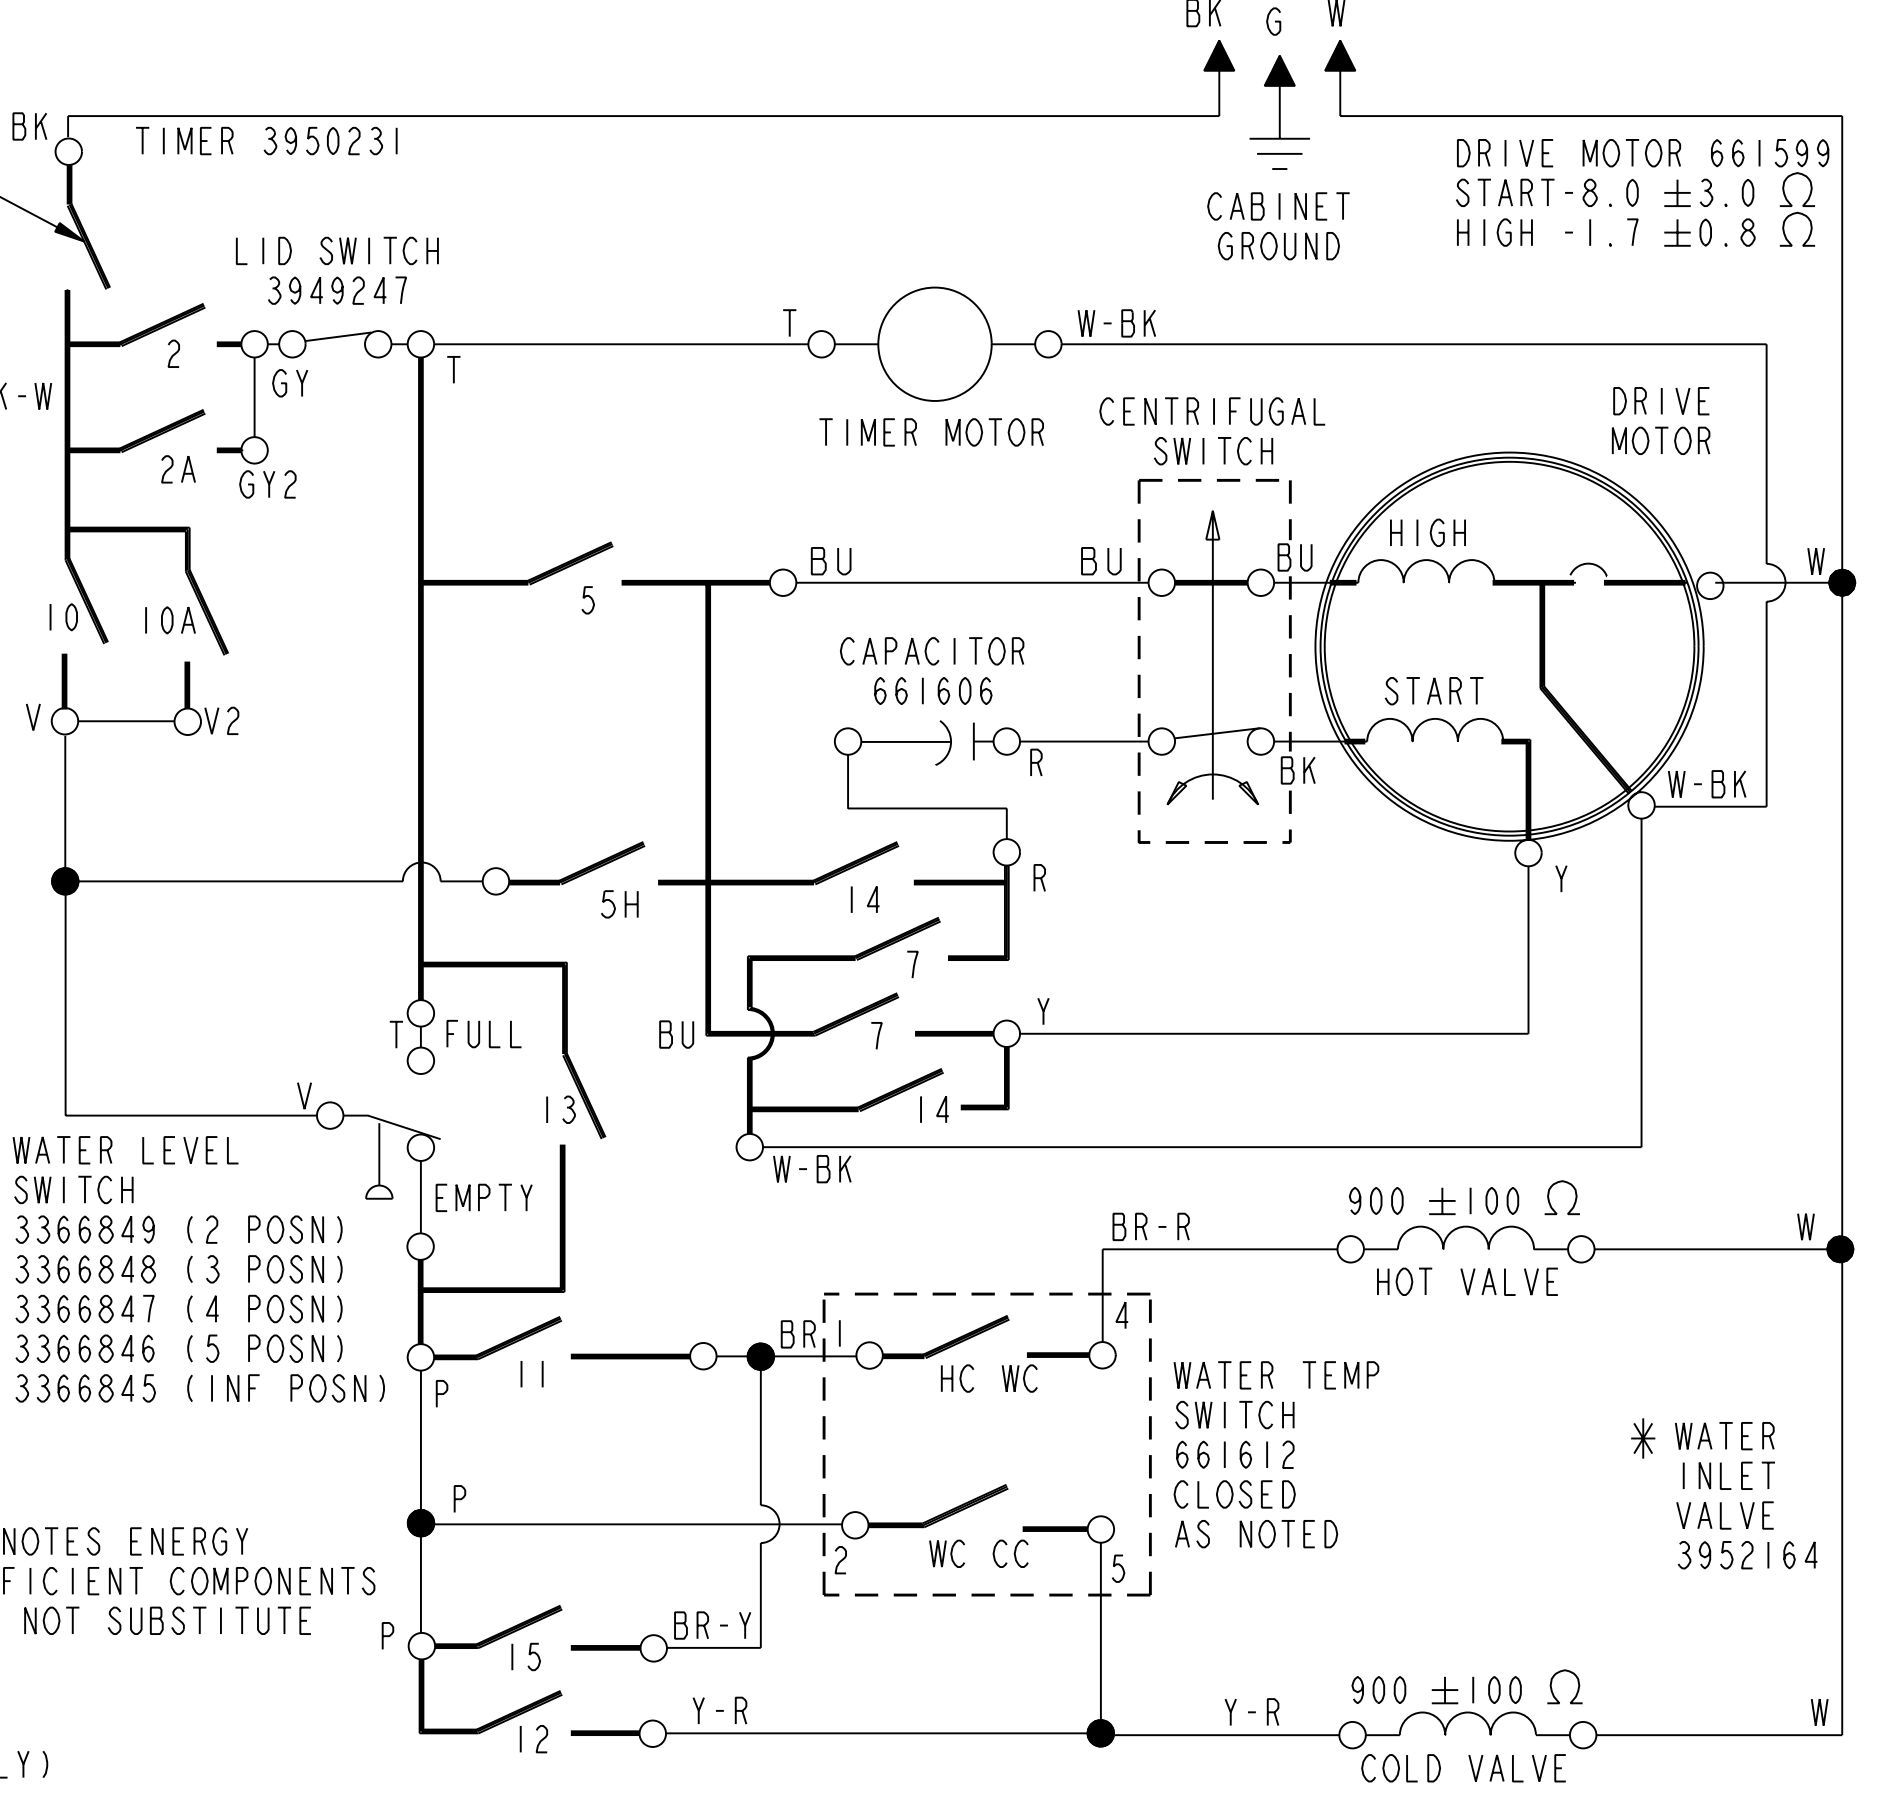 BK G W
BK
TIMER 3950231
DRIVE MOTOR 661599
START-8.0 ±3.0 Ω
HIGH -1.7 ±0.8 Ω
CABINET
GROUND
LID SWITCH
3949247
2
GY
T
T
W-BK
TIMER MOTOR
-W
2A
GY2
CENTRIFUGAL
SWITCH
DRIVE
MOTOR
HIGH
5
BU
BU
BU
W
10
10A
CAPACITOR
661606
START
V
V2
R
BK
W-BK
5H
14
R
Y
7
T
FULL
BU
7
Y
V
13
14
W-BK
WATER LEVEL
SWITCH
3366849 (2 POSN)
3366848 (3 POSN)
3366847 (4 POSN)
3366846 (5 POSN)
3366845 (INF POSN)
EMPTY
BR-R
900 ±100 Ω
HOT VALVE
W
11
P
BR
1
4
HC WC
WATER TEMP
SWITCH
661612
CLOSED
AS NOTED
* WATER
INLET
VALVE
3952164
P
2
WC CC
5
NOTES ENERGY
FICIENT COMPONENTS
NOT SUBSTITUTE
P
15
BR-Y
12
Y-R
Y-R
900 ±100 Ω
COLD VALVE
W
LY)